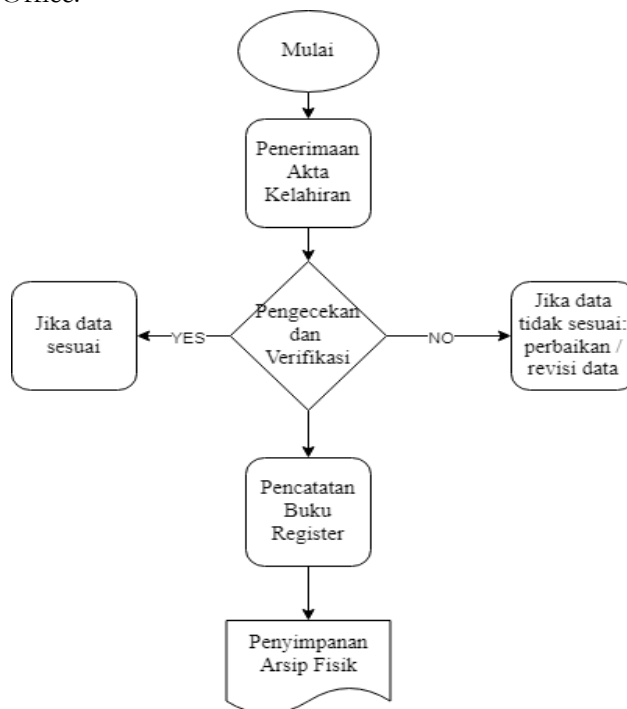 Office.
Mulai
Penerimaan
Akta
Kelahiran
Jika data
sesuai
YES
Pengecekan
dan
Verifikasi
NO
Jika data
tidak sesuai:
perbaikan /
revisi data
Pencatatan
Buku
Register
Penyimpanan
Arsip Fisik